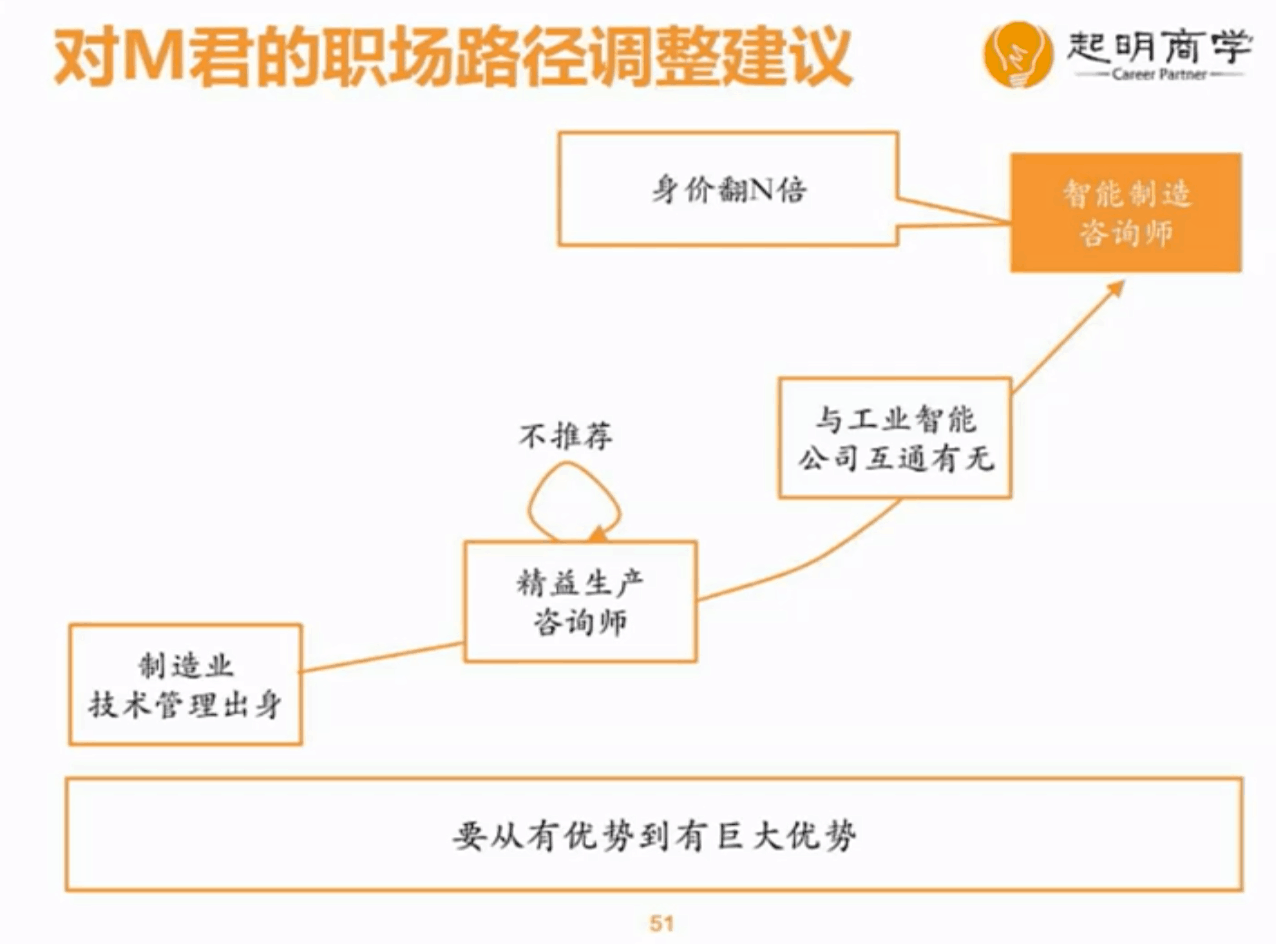 对M君的职场路径调整建议
起明商学
Career Partner
身价翻N倍
智能制造
咨询师
与工业智能
公司互通有无
不推荐
精益生产
咨询师
制造业
技术管理出身
要从有优势到有巨大优势
51